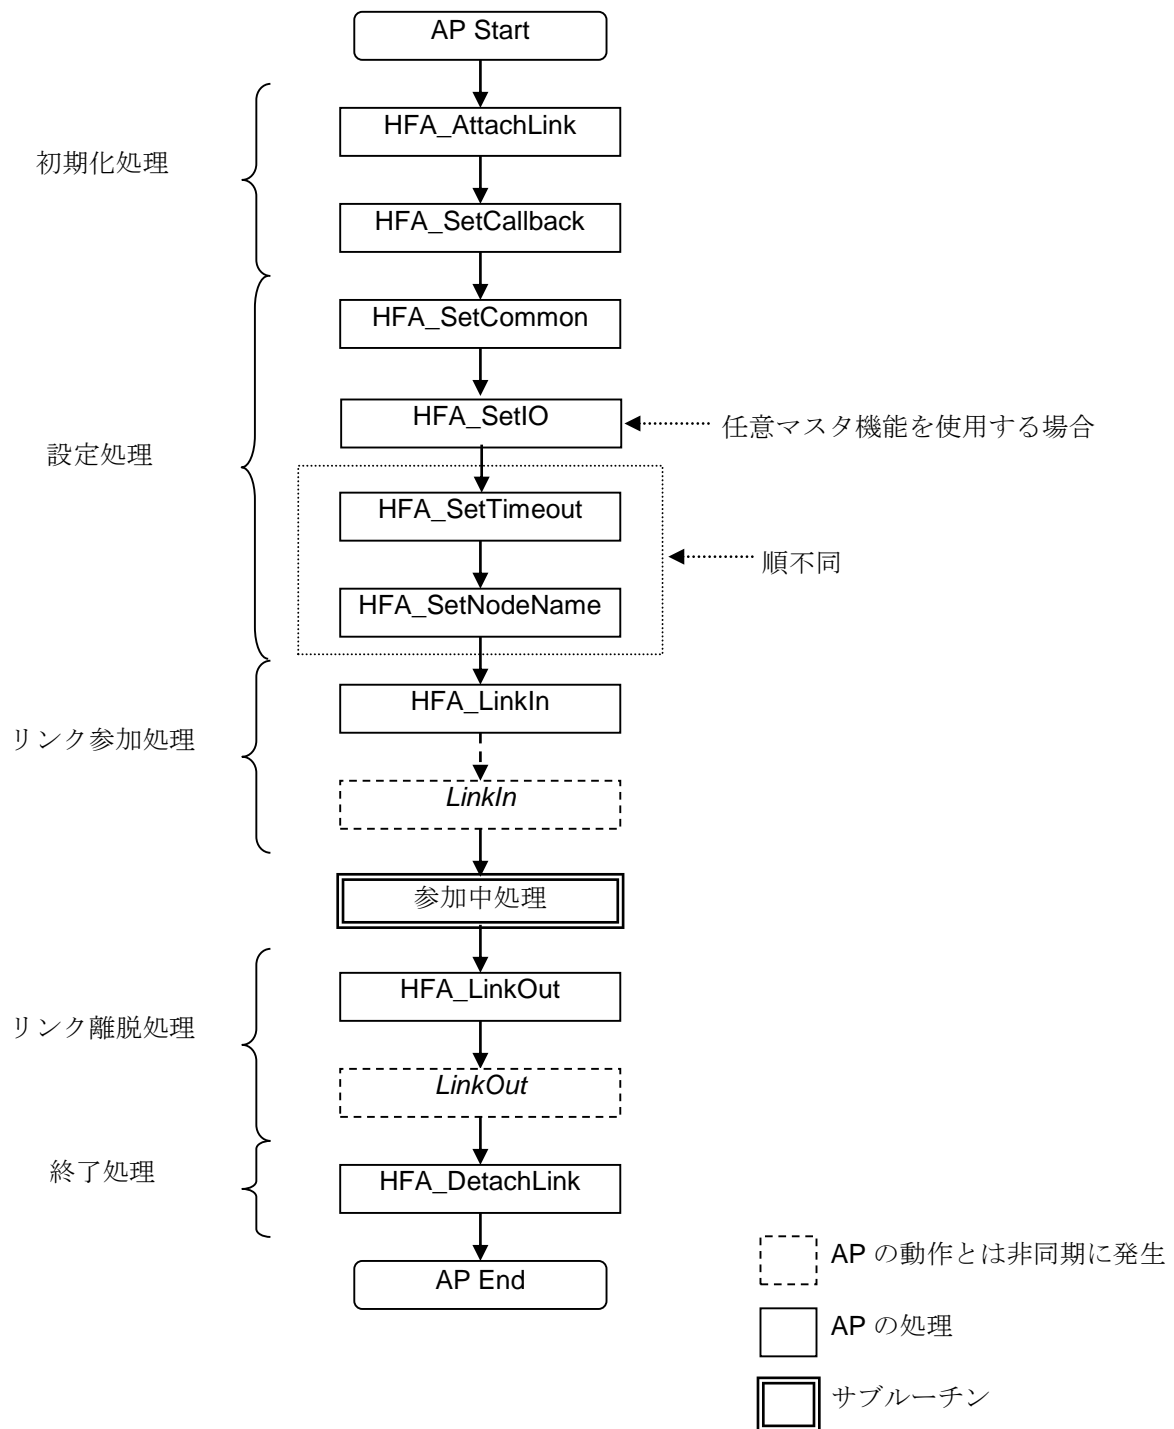 AP Start
HFA_AttachLink
初期化処理
HFA_SetCallback
HFA_SetCommon
HFA_SetIO
任意マスタ機能を使用する場合
設定処理
HFA_SetTimeout
順不同
HFA_SetNodeName
HFA_LinkIn
リンク参加処理
LinkIn
参加中処理
HFA_LinkOut
リンク離脱処理
LinkOut
終了処理
HFA_DetachLink
AP End
AP の動作とは非同期に発生
AP の処理
サブルーチン